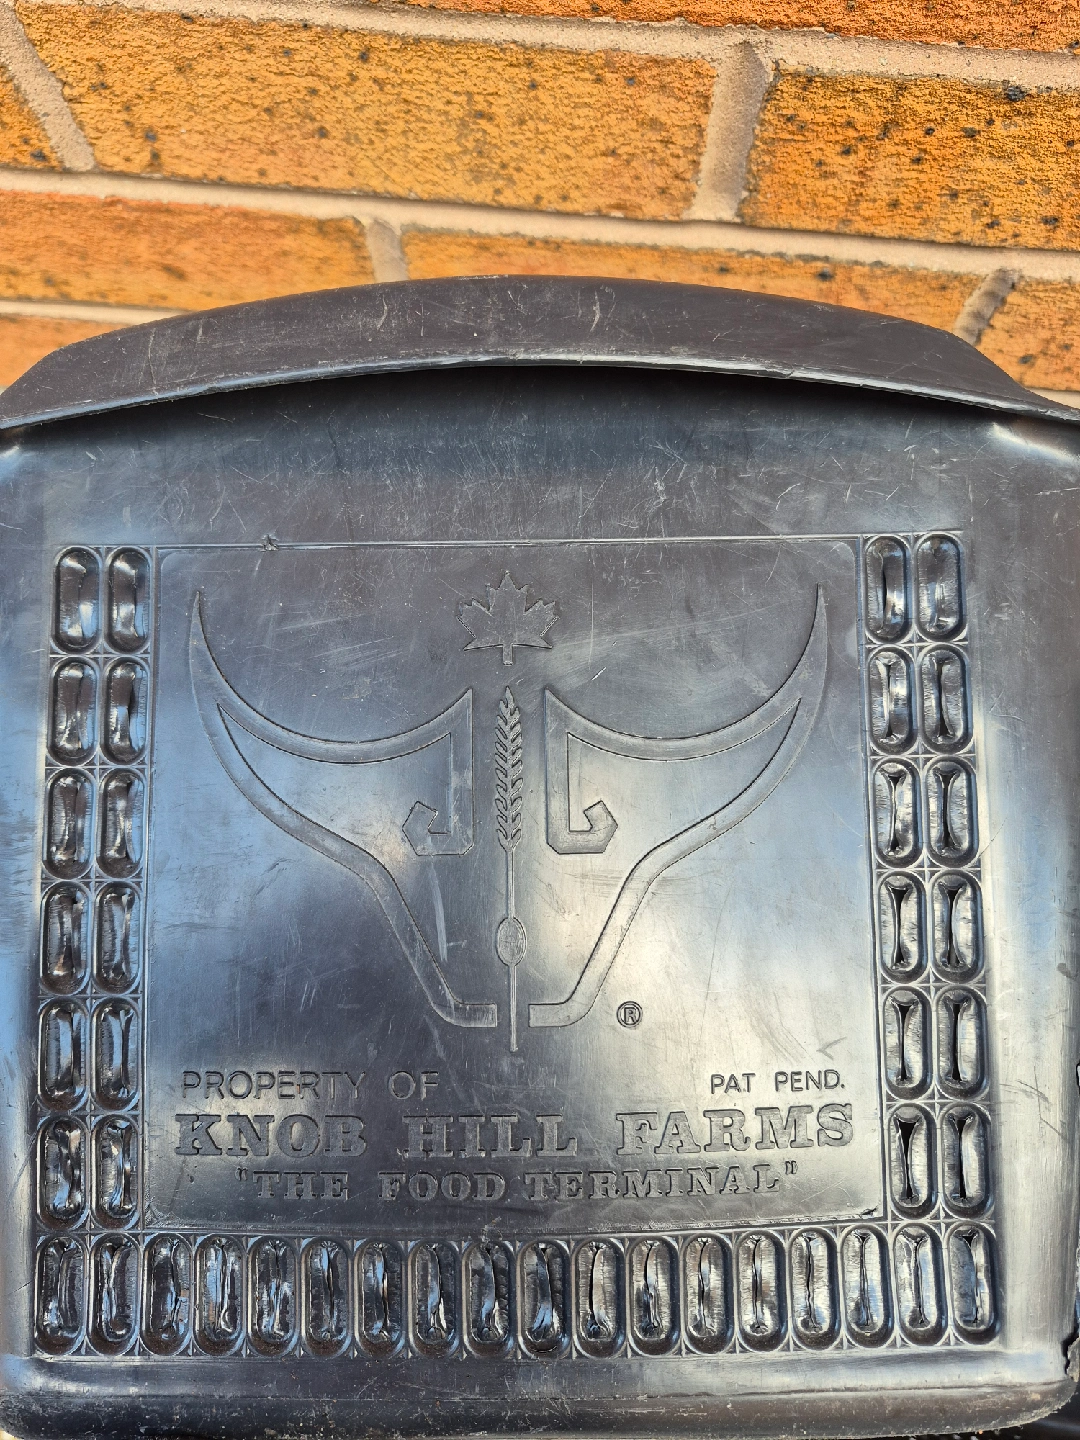 ®
PROPERTY OF PAT PEND.
KNOB HILL FARMS
"THE FOOD TERMINAL"